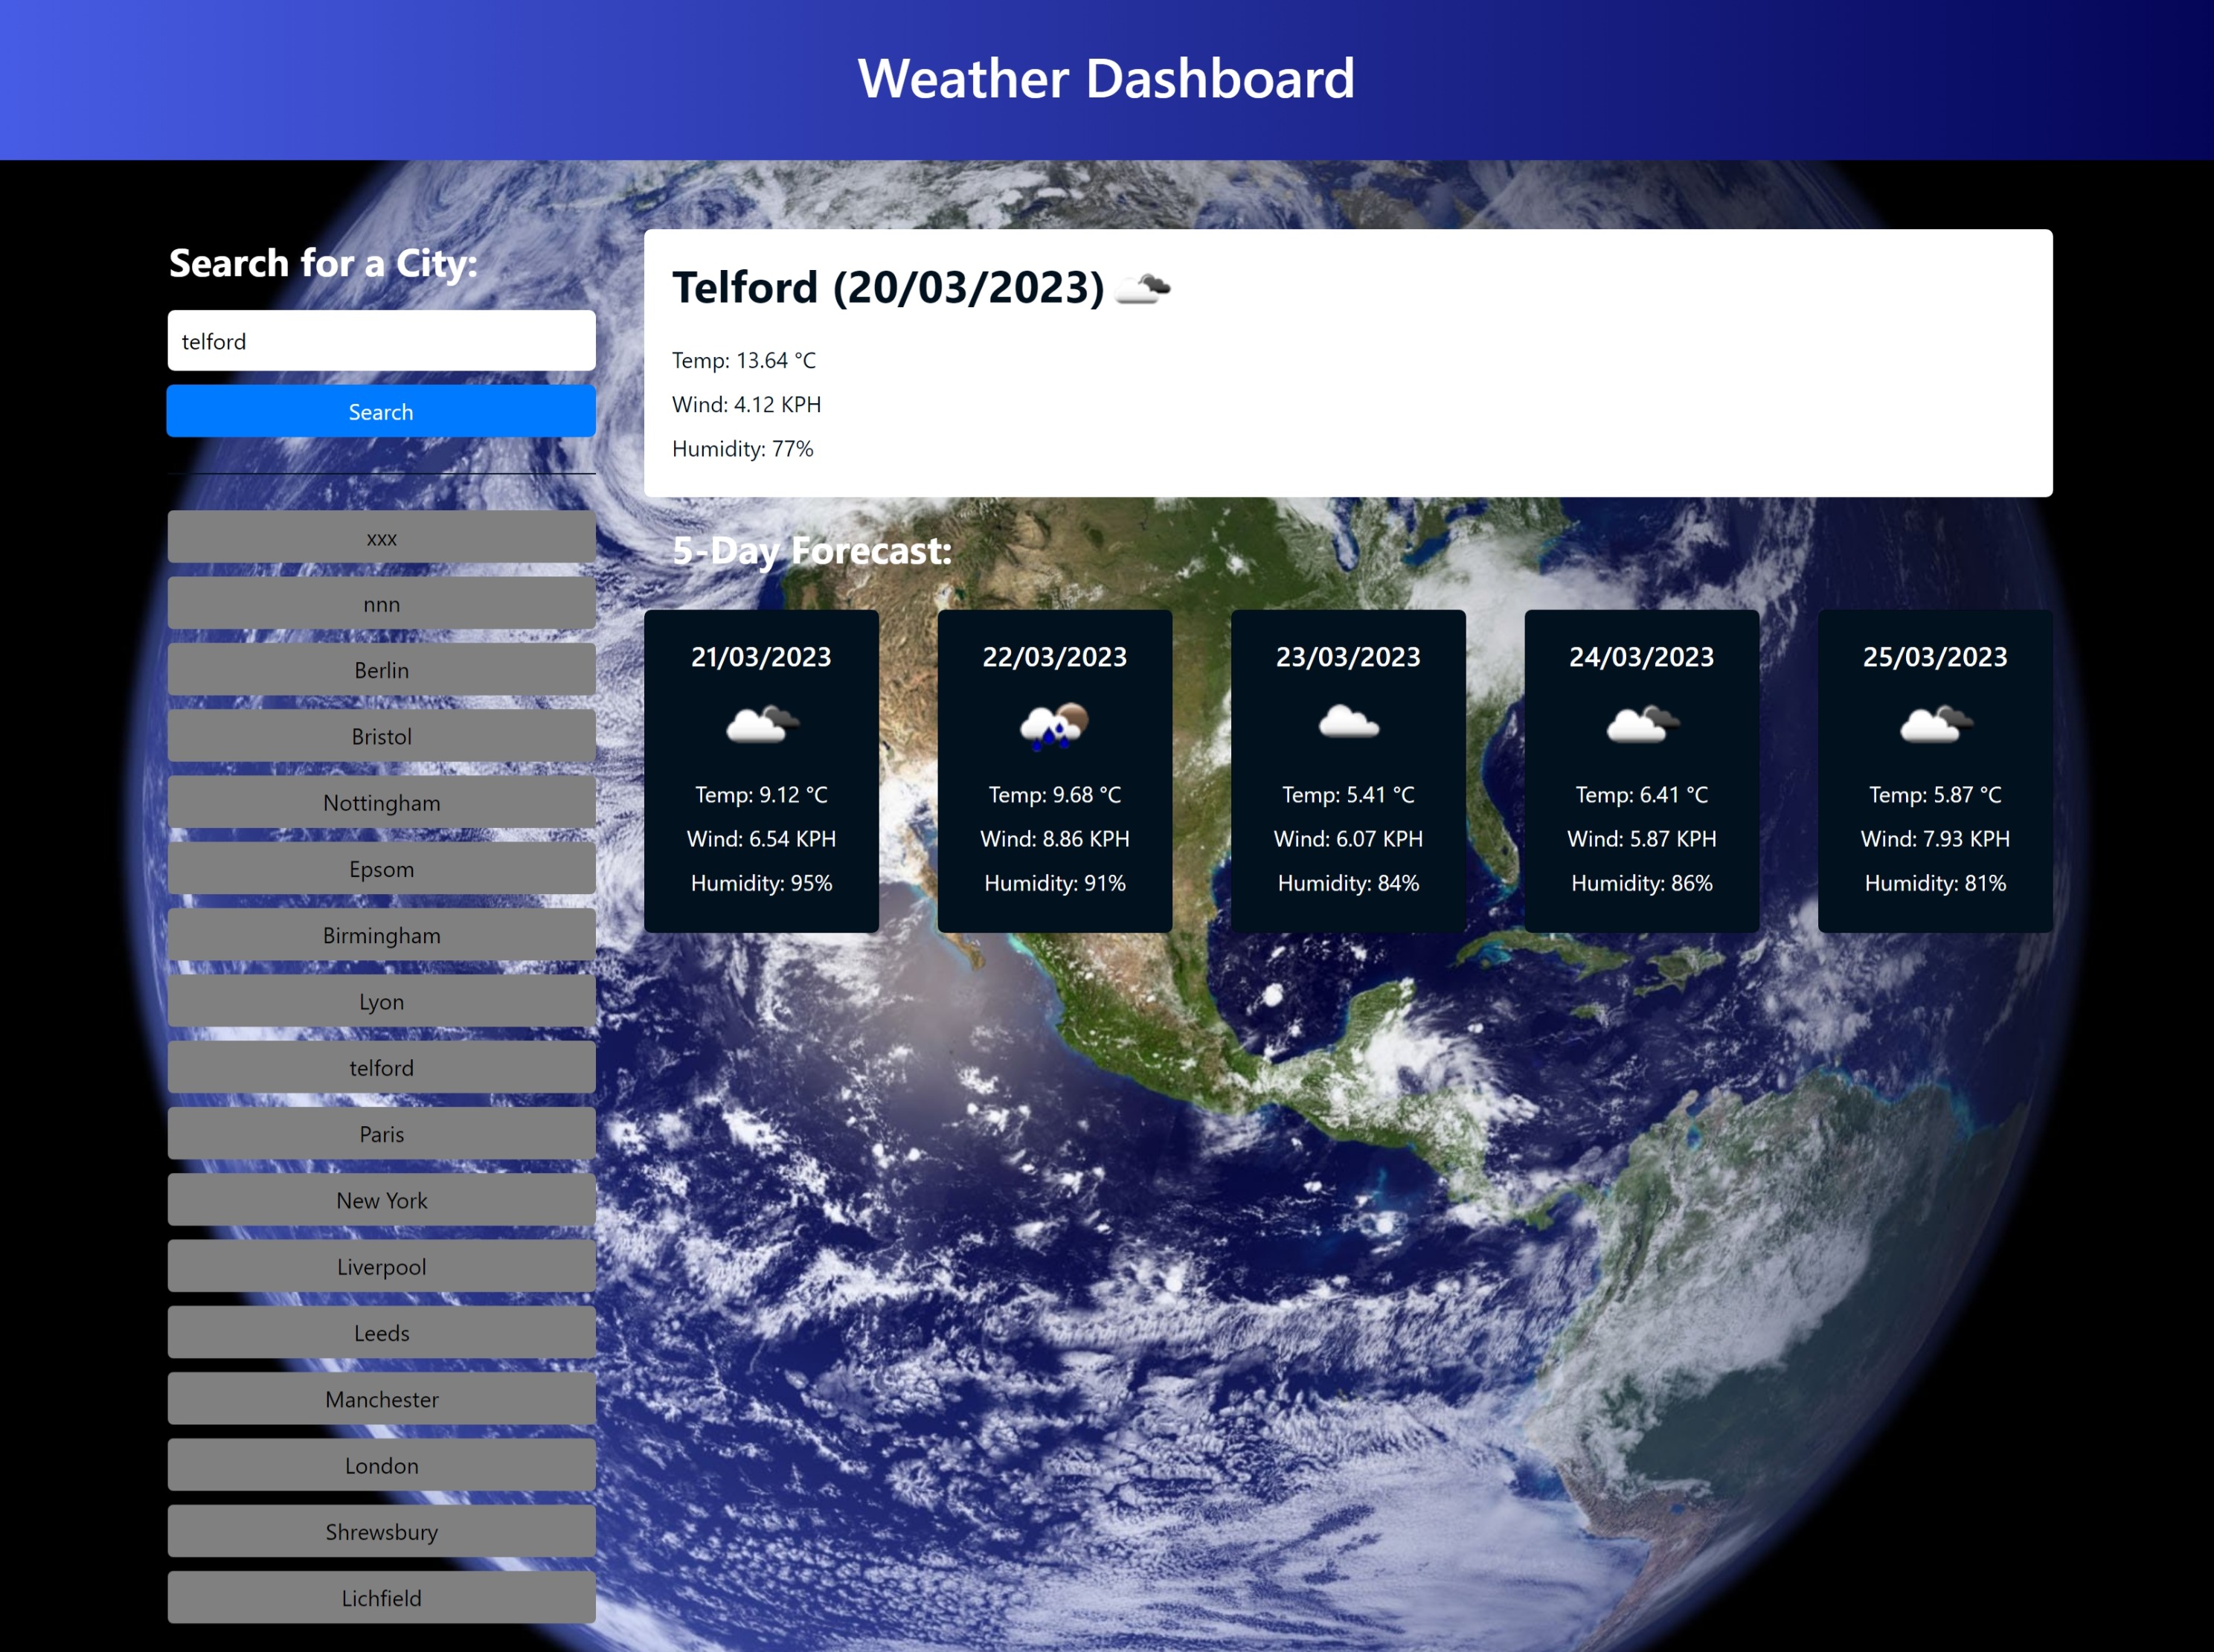 Weather Dashboard
Search for a City:
telford
Search
xxx
nnn
Berlin
Bristol
Nottingham
Epsom
Birmingham
Lyon
telford
Paris
New York
Liverpool
Leeds
Manchester
London
Shrewsbury
Lichfield
Telford (20/03/2023)
Temp: 13.64 °C
Wind: 4.12 KPH
Humidity: 77%
5-Day Forecast:
21/03/2023
Temp: 9.12 °C
Wind: 6.54 KPH
Humidity: 95%
22/03/2023
Temp: 9.68 °C
Wind: 8.86 KPH
Humidity: 91%
23/03/2023
Temp: 5.41 °C
Wind: 6.07 KPH
Humidity: 84%
24/03/2023
Temp: 6.41 °C
Wind: 5.87 KPH
Humidity: 86%
25/03/2023
Temp: 5.87 °C
Wind: 7.93 KPH
Humidity: 81%